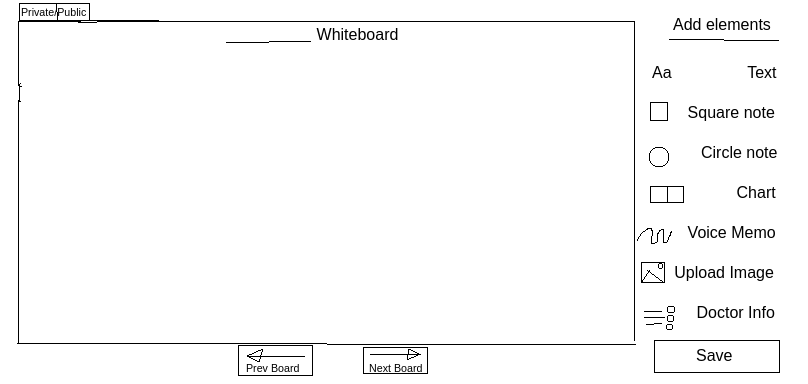 Private/Public
Whiteboard
Add elements
Aa Text
Square note
Circle note
Chart
Voice Memo
Upload Image
Doctor Info
Save
Prev Board
Next Board